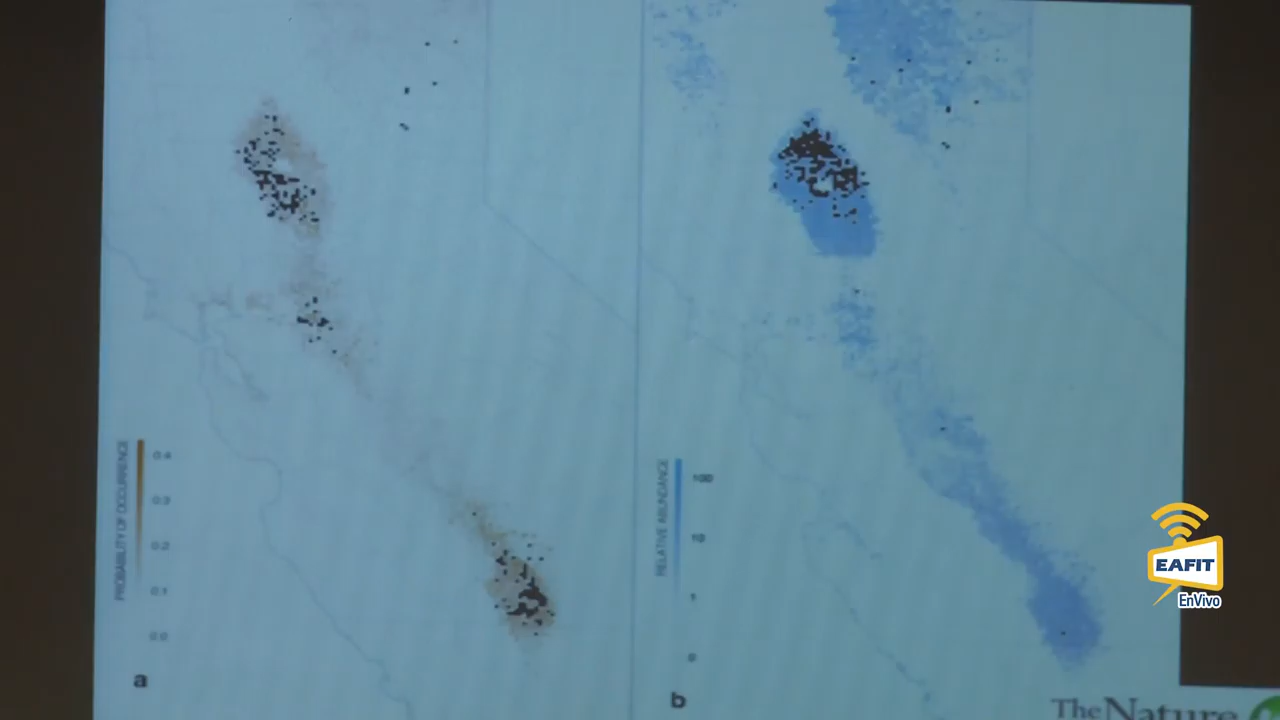 PROBABILITY OF OCCURRENCE
0.4
0.3
0.2
0.1
0.0
a
RELATIVE ABUNDANCE
100
10
1
0
b
EAFIT
EnVivo
The Nature